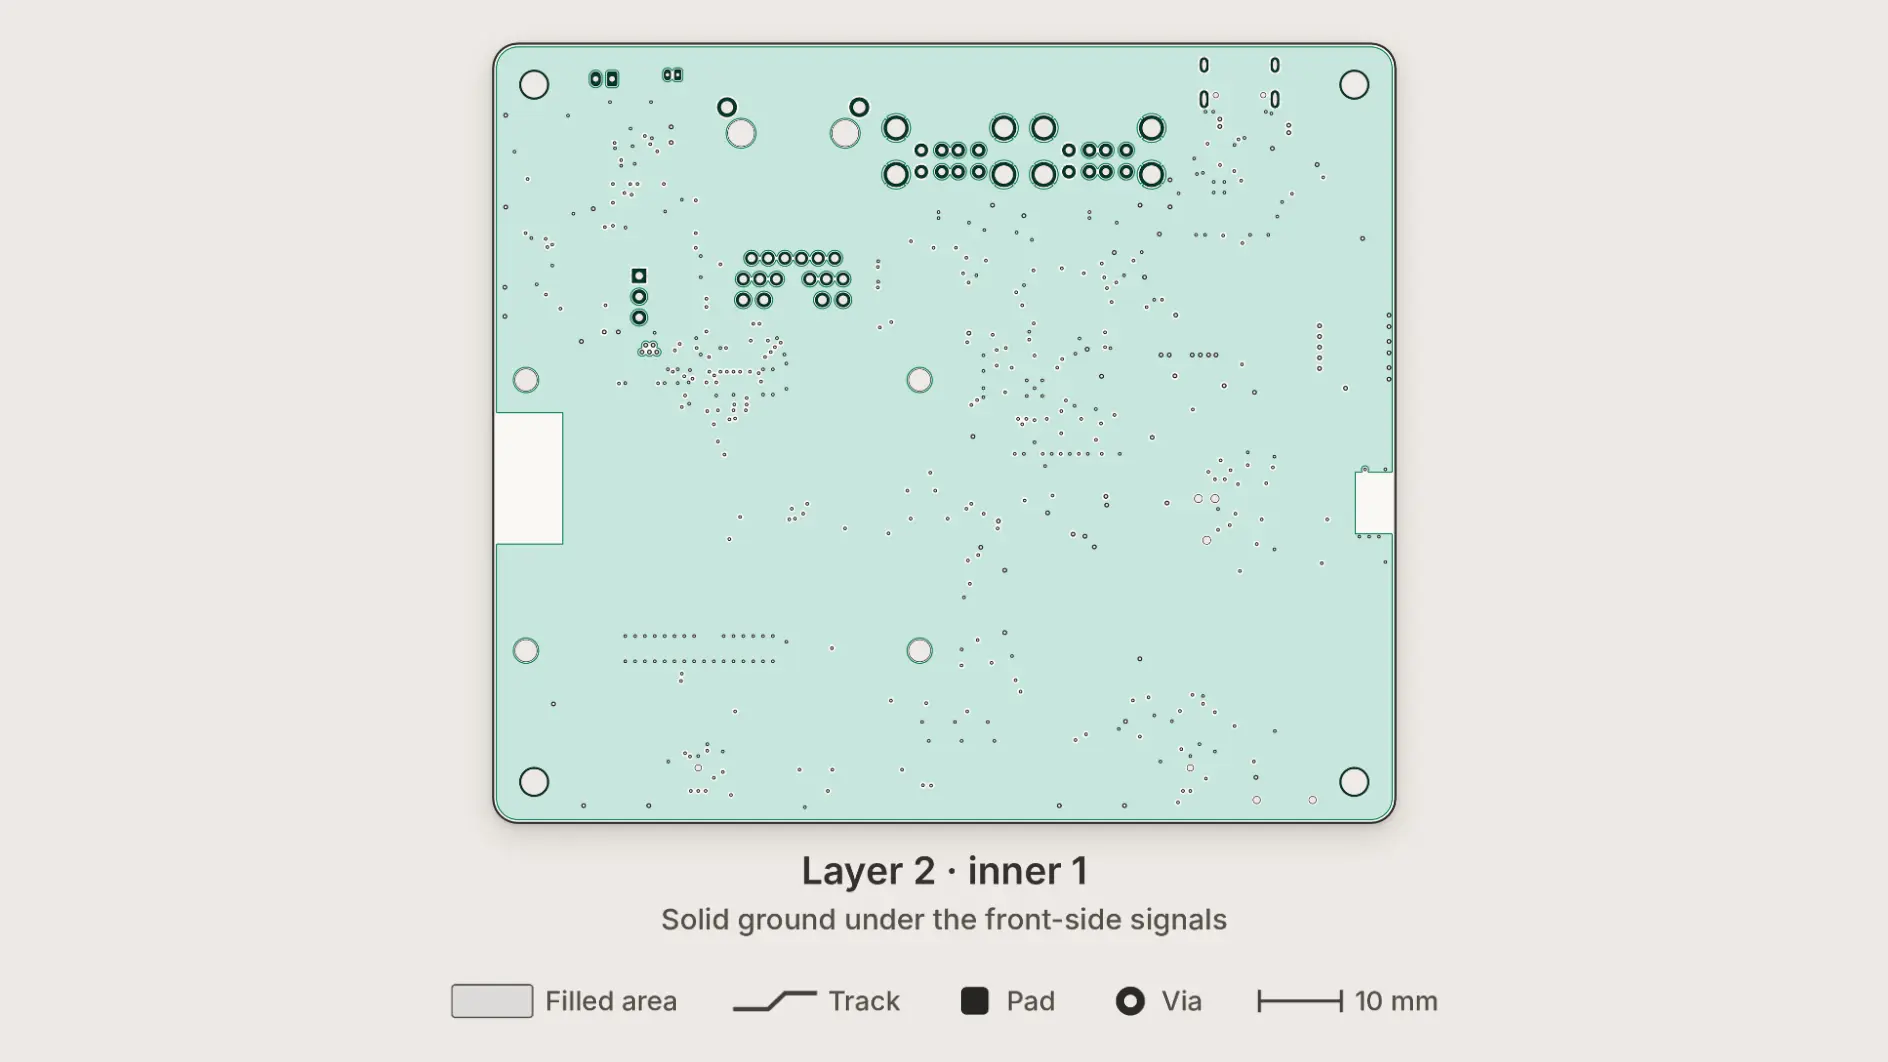 Layer 2 · inner 1
Solid ground under the front-side signals
Filled area
Track
Pad
Via
10 mm